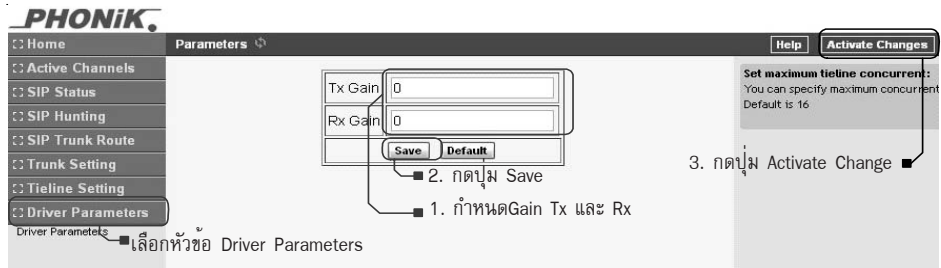 PHONiK
Home
Parameters
Help
Activate Changes
Active Channels
SIP Status
SIP Hunting
SIP Trunk Route
Trunk Setting
Tieline Setting
Driver Parameters
Driver Parameters
Tx Gain 0
Rx Gain 0
Save Default
Set maximum tieline concurrent:
You can specify maximum concurrent
Default is 16
3. กดปุ่ม Activate Change
2. กดปุ่ม Save
1. กำหนดGain Tx และ Rx
เลือกหัวข้อ Driver Parameters